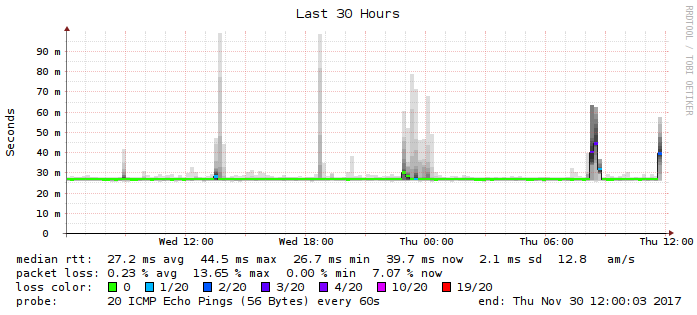 Last 30 Hours
RRDTOOL / TOBI OETIKER
Seconds
90 m
80 m
70 m
60 m
50 m
40 m
30 m
20 m
10 m
0
Wed 12:00 Wed 18:00 Thu 00:00 Thu 06:00 Thu 12:00
median rtt: 27.2 ms avg 44.5 ms max 26.7 ms min 39.7 ms now 2.1 ms sd 12.8 am/s
packet loss: 0.23 % avg 13.65 % max 0.00 % min 7.07 % now
loss color: 0 1/20 2/20 3/20 4/20 10/20 19/20
probe: 20 ICMP Echo Pings (56 Bytes) every 60s end: Thu Nov 30 12:00:03 2017